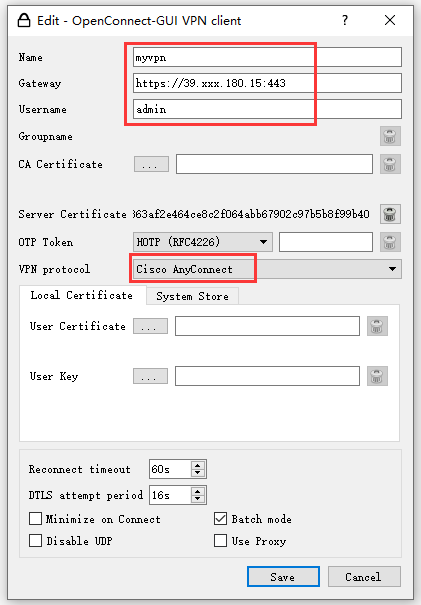 Edit - OpenConnect-GUI VPN client
Name myvpn
Gateway https://39.xxx.180.15:443
Username admin
Groupname
CA Certificate ...
Server Certificate 363af2e464ce8c2f064abb67902c97b5b8f99b40
OTP Token HOTP (RFC4226)
VPN protocol Cisco AnyConnect
Local Certificate System Store
User Certificate ...
User Key ...
Reconnect timeout 60s
DTLS attempt period 16s
Minimize on Connect Batch mode
Disable UDP Use Proxy
Save Cancel